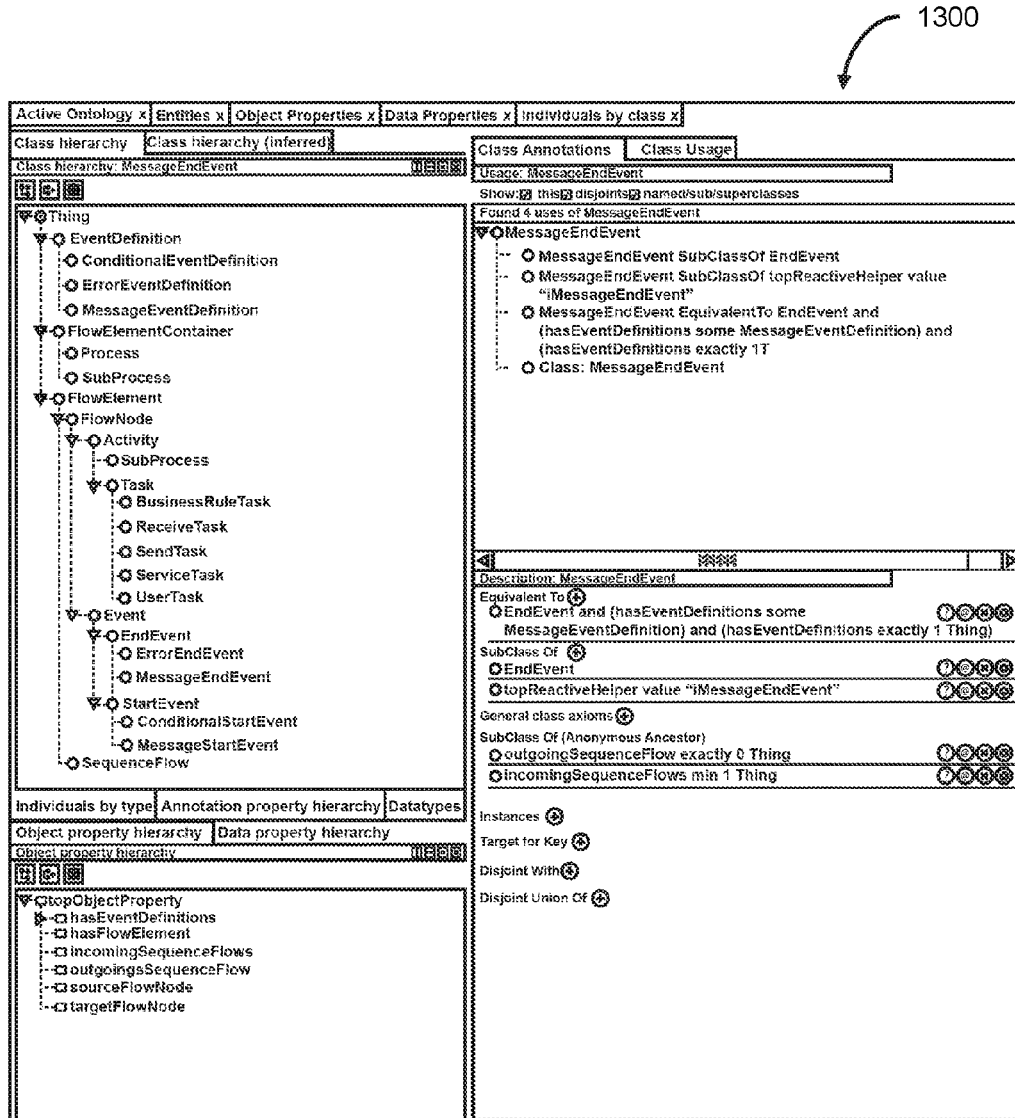 1300
Active Ontology x Entities x Object Properties x Data Properties x Individuals by class x
Class hierarchy Class hierarchy (inferred)
Class hierarchy: MessageEndEvent
Thing
EventDefinition
ConditionalEventDefinition
ErrorEventDefinition
MessageEventDefinition
FlowElementContainer
Process
SubProcess
FlowElement
FlowNode
Activity
SubProcess
Task
BusinessRuleTask
ReceiveTask
SendTask
ServiceTask
UserTask
Event
EndEvent
ErrorEndEvent
MessageEndEvent
StartEvent
ConditionalStartEvent
MessageStartEvent
SequenceFlow
Individuals by type Annotation property hierarchy Datatypes
Object property hierarchy Data property hierarchy
Object property hierarchy
topObjectProperty
hasEventDefinitions
hasFlowElement
incomingSequenceFlows
outgoingsSequenceFlow
sourceFlowNode
targetFlowNode
Class Annotations Class Usage
Usage: MessageEndEvent
Show: this disjoints named/sub/superclasses
Found 4 uses of MessageEndEvent
MessageEndEvent
MessageEndEvent SubClassOf EndEvent
MessageEndEvent SubClassOf topReactiveHelper value
"iMessageEndEvent"
MessageEndEvent EquivalentTo EndEvent and
(hasEventDefinitions some MessageEventDefinition) and
(hasEventDefinitions exactly 1T
Class: MessageEndEvent
Description: MessageEndEvent
Equivalent To
EndEvent and (hasEventDefinitions some
MessageEventDefinition) and (hasEventDefinitions exactly 1 Thing)
SubClass Of
EndEvent
topReactiveHelper value "iMessageEndEvent"
General class axioms
SubClass Of (Anonymous Ancestor)
outgoingSequenceFlow exactly 0 Thing
incomingSequenceFlows min 1 Thing
Instances
Target for Key
Disjoint With
Disjoint Union Of